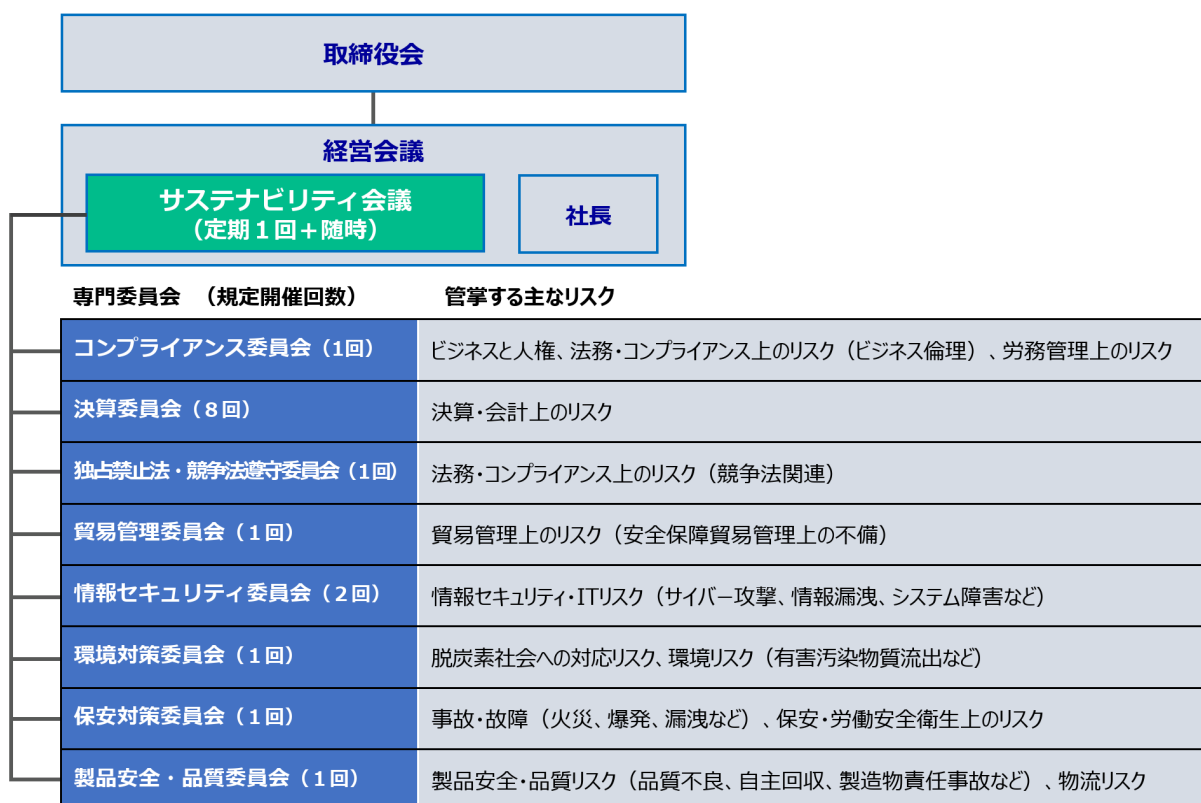 取締役会
経営会議
サステナビリティ会議
（定期１回＋随時）
社長
専門委員会　（規定開催回数）
管掌する主なリスク
コンプライアンス委員会（1回）
ビジネスと人権、法務・コンプライアンス上のリスク（ビジネス倫理）、労務管理上のリスク
決算委員会（８回）
決算・会計上のリスク
独占禁止法・競争法遵守委員会（1回）
法務・コンプライアンス上のリスク（競争法関連）
貿易管理委員会（１回）
貿易管理上のリスク（安全保障貿易管理上の不備）
情報セキュリティ委員会（２回）
情報セキュリティ・ITリスク（サイバー攻撃、情報漏洩、システム障害など）
環境対策委員会（１回）
脱炭素社会への対応リスク、環境リスク（有害汚染物質流出など）
保安対策委員会（１回）
事故・故障（火災、爆発、漏洩など）、保安・労働安全衛生上のリスク
製品安全・品質委員会（１回）
製品安全・品質リスク（品質不良、自主回収、製造物責任事故など）、物流リスク